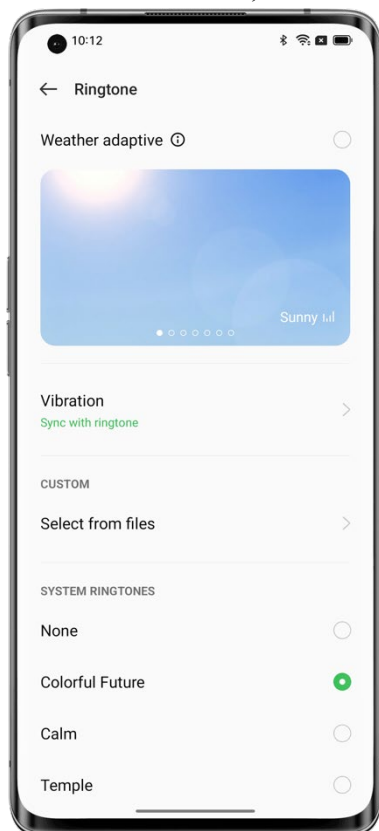 10:12
Ringtone
Weather adaptive
Sunny
Vibration
Sync with ringtone
CUSTOM
Select from files
SYSTEM RINGTONES
None
Colorful Future
Calm
Temple